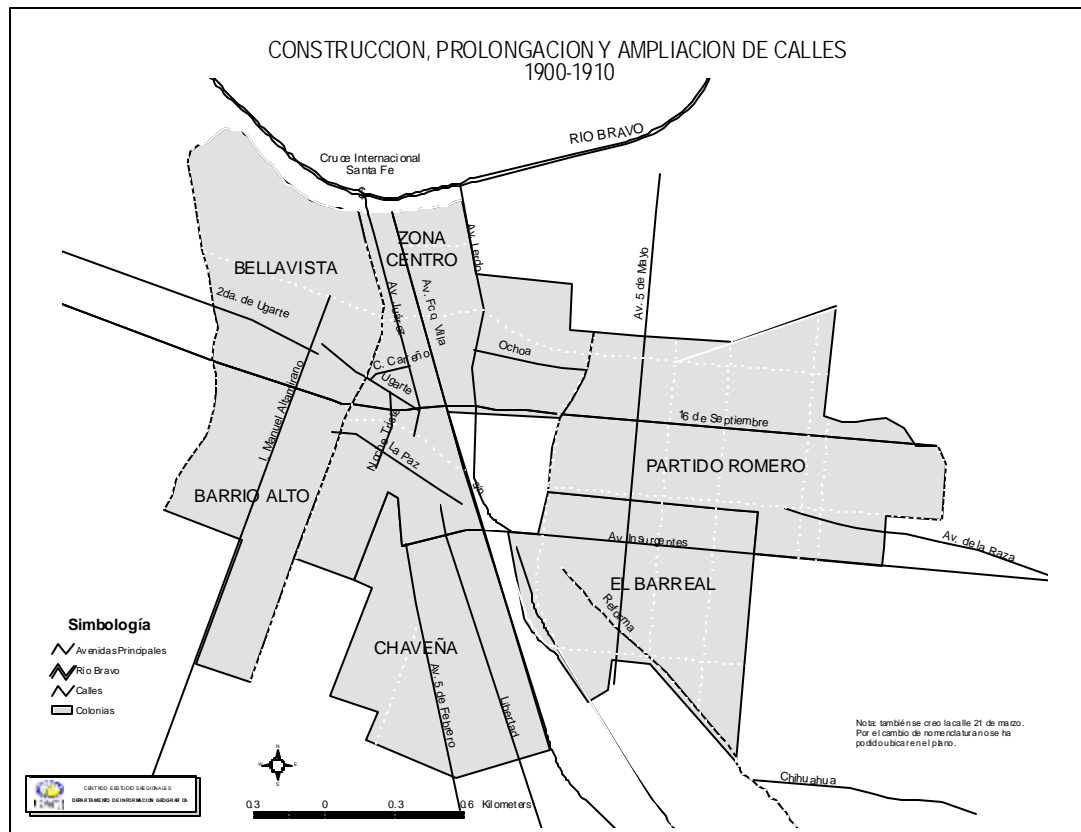 CONSTRUCCION, PROLONGACION Y AMPLIACION DE CALLES
1900-1910
RIO BRAVO
Cruce Internacional
Santa Fe
ZONA
CENTRO
Av. Lerdo
Av. 5 de Mayo
BELLAVISTA
2da. de Ugarte
Av. Juárez
Av. Fco. Villa
Ochoa
C. Carreño
Ugarte
I. Manuel Altamirano
16 de Septiembre
Noche Triste
La Paz
PARTIDO ROMERO
BARRIO ALTO
s/n
Av. Insurgentes
Av. de la Raza
EL BARREAL
Reforma
CHAVEÑA
Av. 5 de Febrero
Libertad
Simbología
Avenidas Principales
Río Bravo
Calles
Colonias
Nota: también se creo la calle 21 de marzo.
Por el cambio de nomenclatura no se ha
podido ubicar en el plano.
Chihuahua
N
W E
S
CENTRO D EESTUDIO SREGIONALES
DEPARTAMENTO DE INFORMACION GEOGRAFICA
0.3 0 0.3 0.6 Kilometers